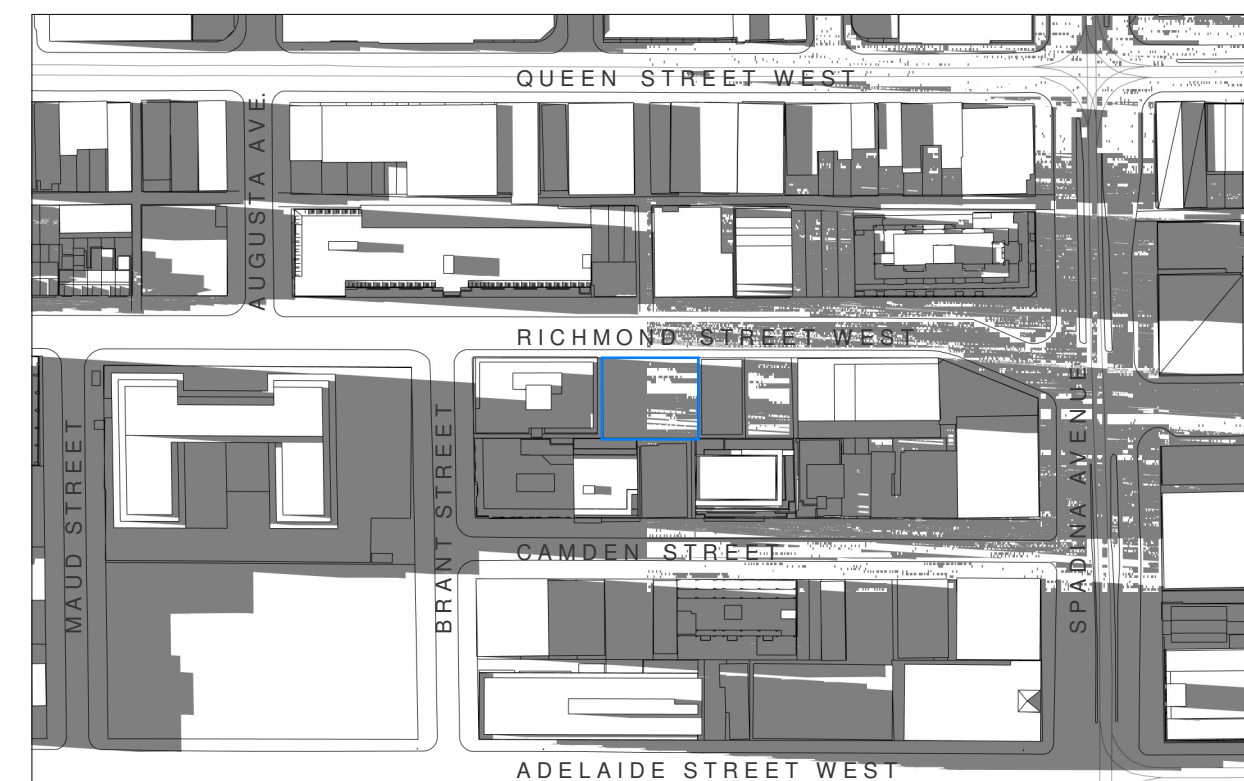 QUEEN STREET WEST
AUGUSTA AVE.
RICHMOND STREET WEST
MAUD STREET
BRANT STREET
SPADINA AVENUE
CAMDEN STREET
ADELAIDE STREET WEST